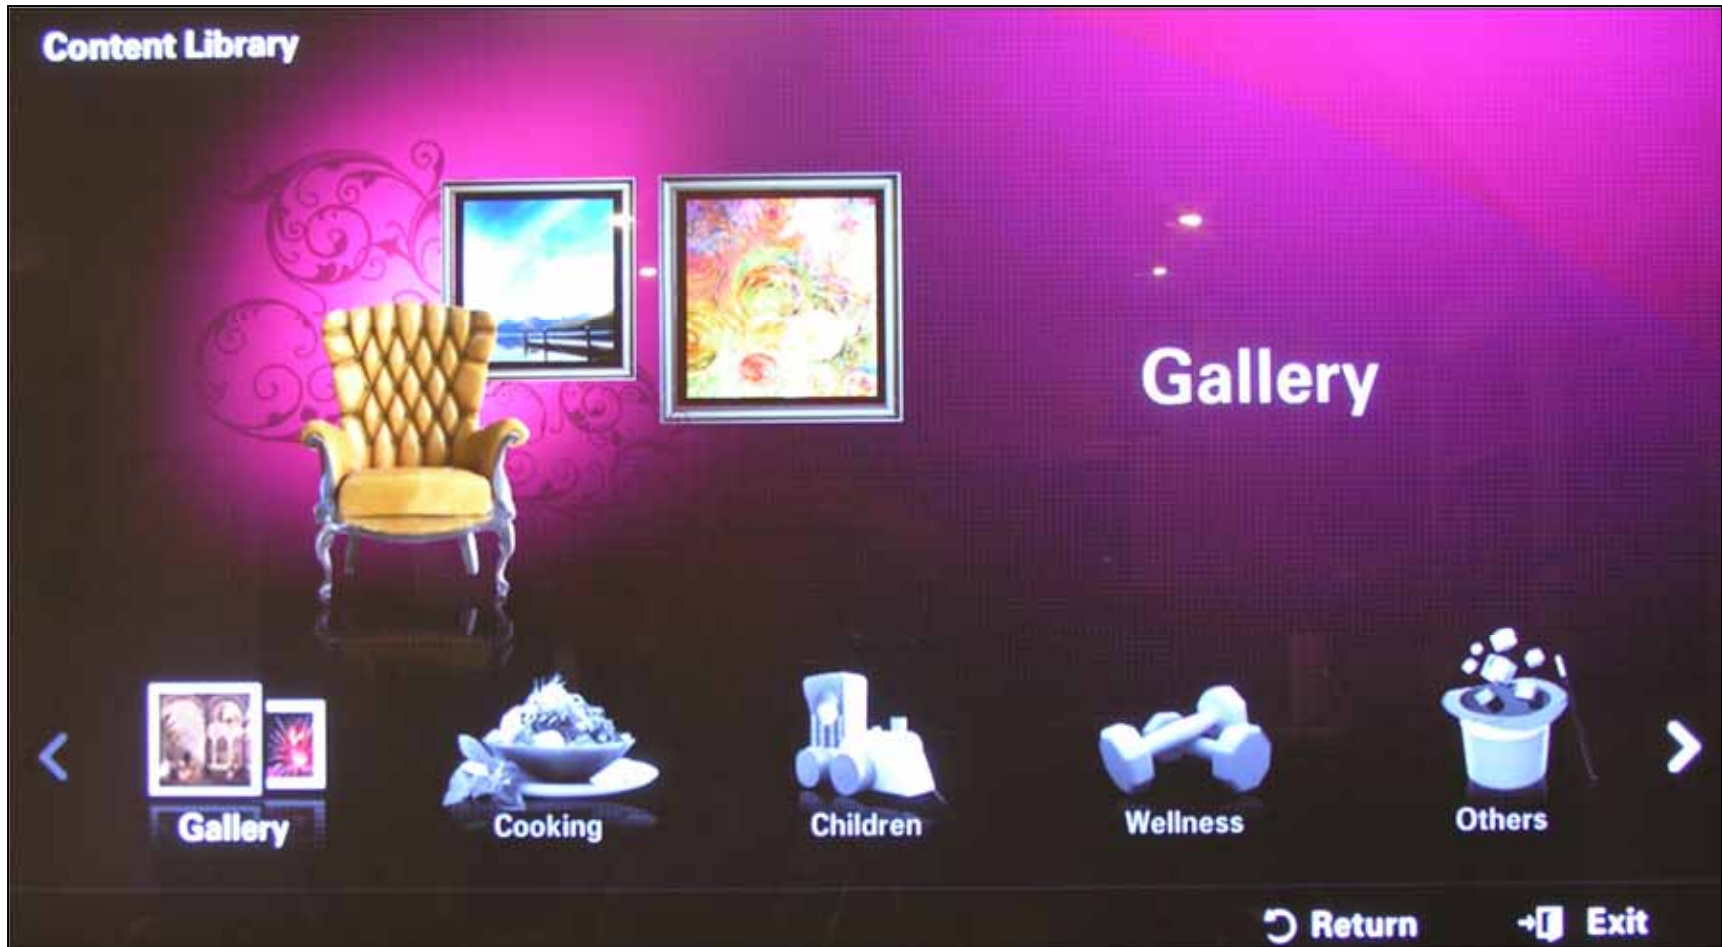 Content Library
Gallery
Gallery
Cooking
Children
Wellness
Others
Return
Exit